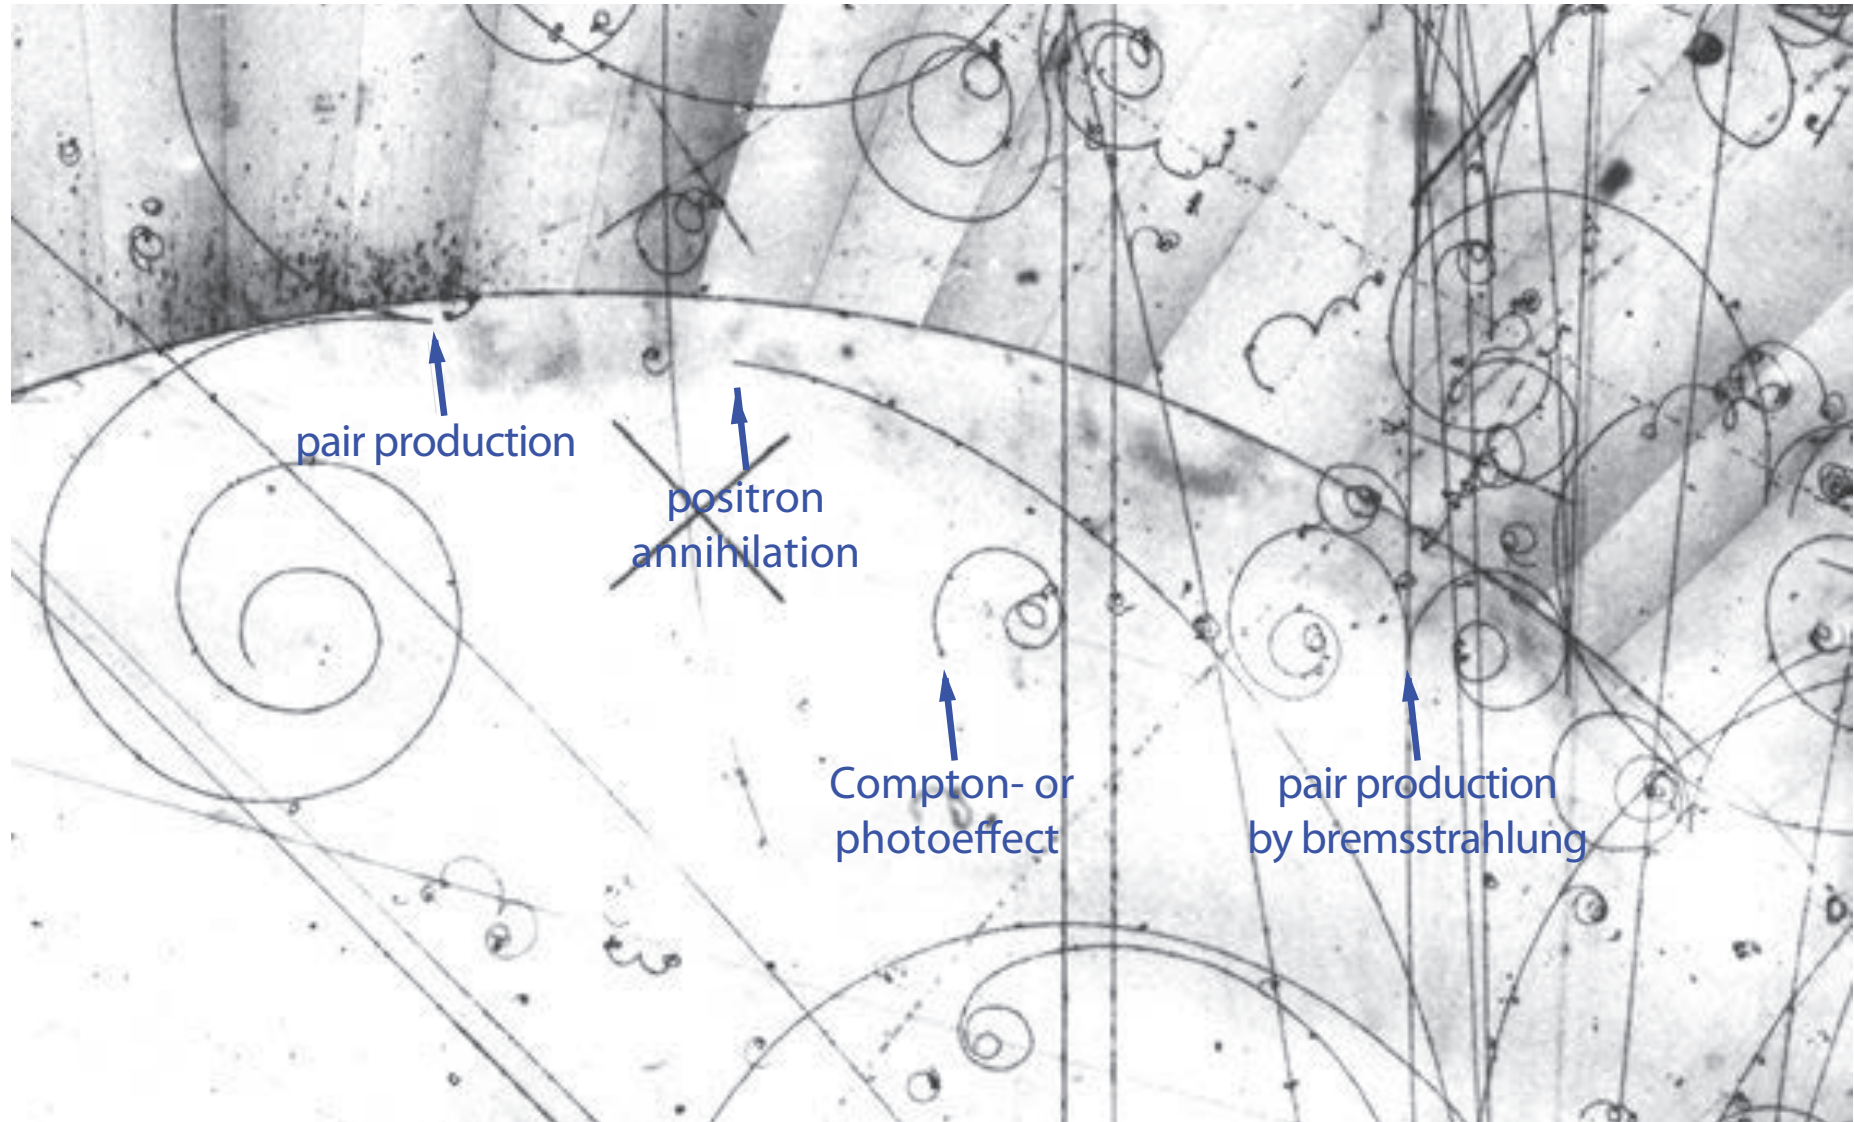 pair production
positron
annihilation
Compton- or
photoeffect
pair production
by bremsstrahlung